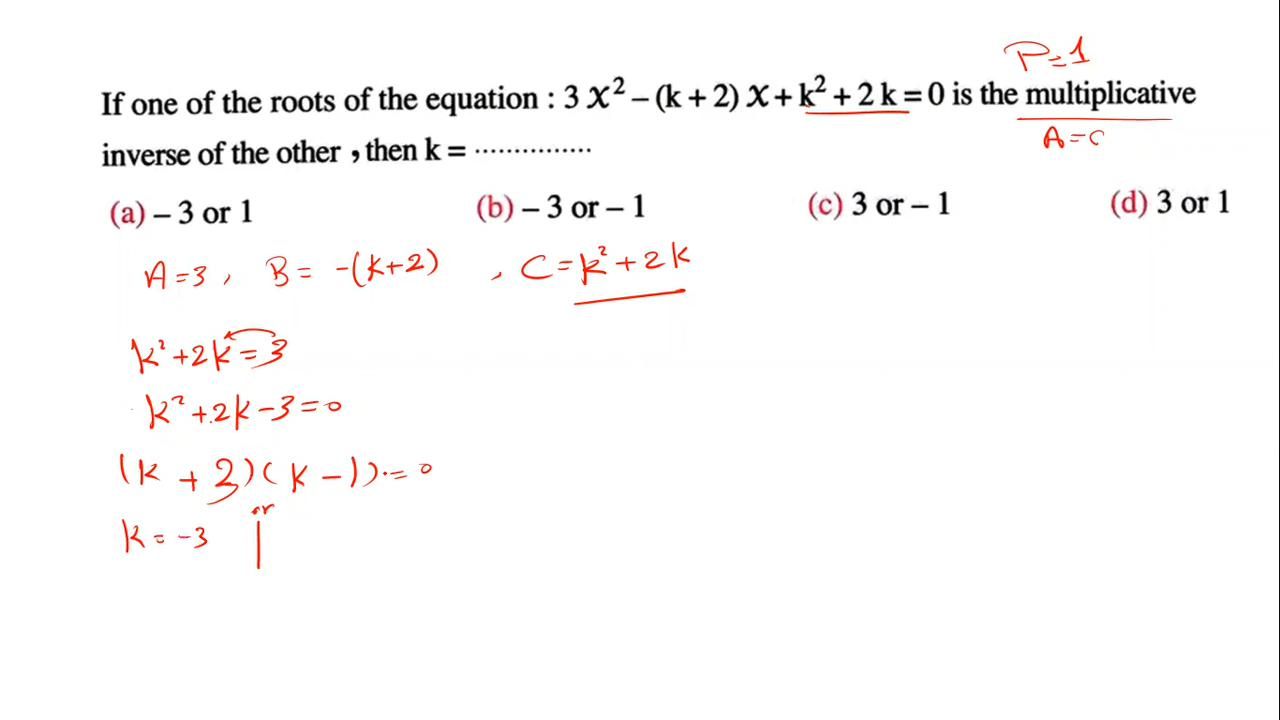 P=1
If one of the roots of the equation : 3 x² – (k + 2) x + k² + 2 k = 0 is the multiplicative
A=C
inverse of the other , then k = ...............
(a) – 3 or 1 (b) – 3 or – 1 (c) 3 or – 1 (d) 3 or 1
A=3 , B= -(k+2) , C=k²+2k
k²+2k=3
k²+2k-3=0
(k + 3)(k -1)=0
k=-3 or